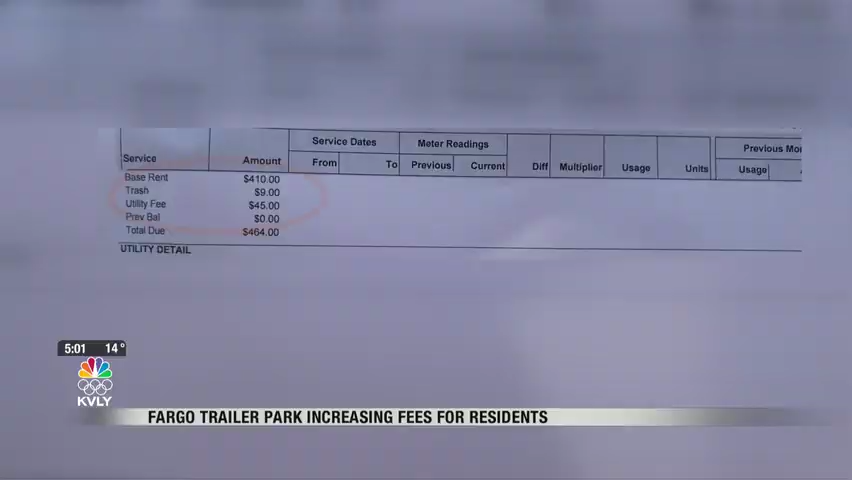 Service Dates Meter Readings Previous Mo
Service Amount From To Previous Current Diff Multiplier Usage Units Usage
Base Rent $410.00
Trash $9.00
Utility Fee $45.00
Prev Bal $0.00
Total Due $464.00
UTILITY DETAIL
5:01 14°
KVLY
FARGO TRAILER PARK INCREASING FEES FOR RESIDENTS